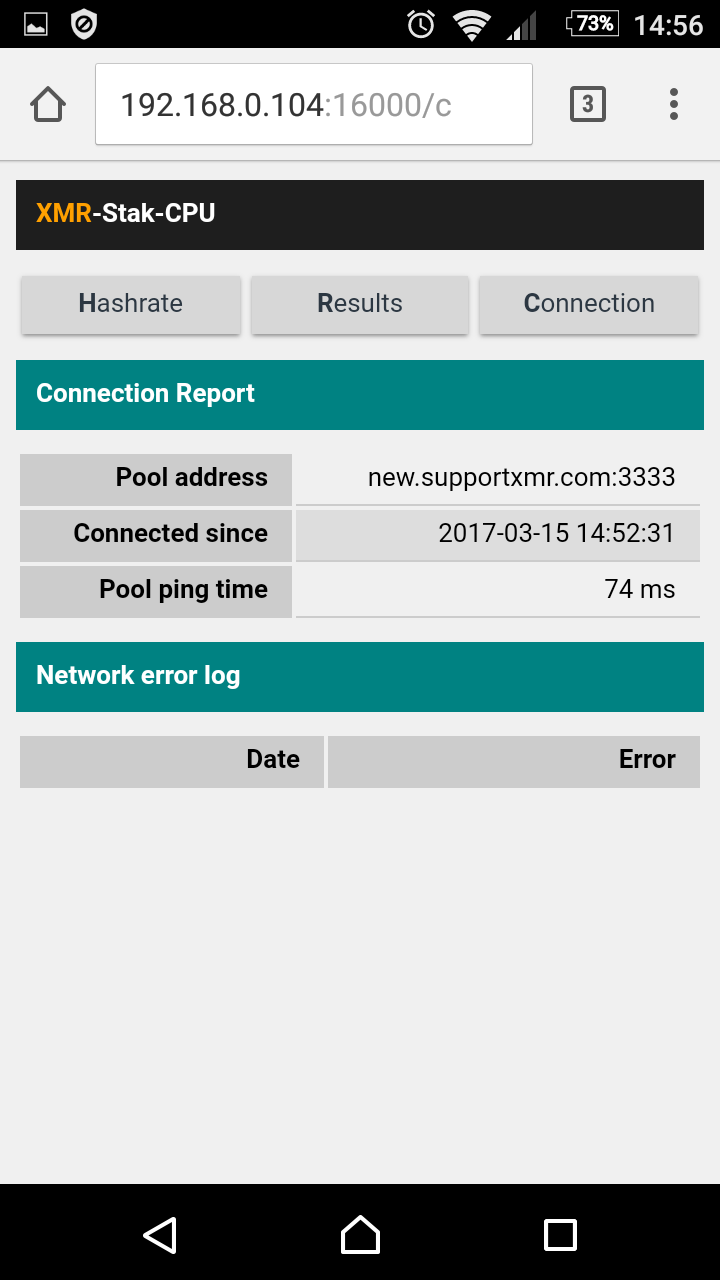 73% 14:56
192.168.0.104:16000/c 3
XMR-Stak-CPU
Hashrate Results Connection
Connection Report
Pool address new.supportxmr.com:3333
Connected since 2017-03-15 14:52:31
Pool ping time 74 ms
Network error log
Date Error